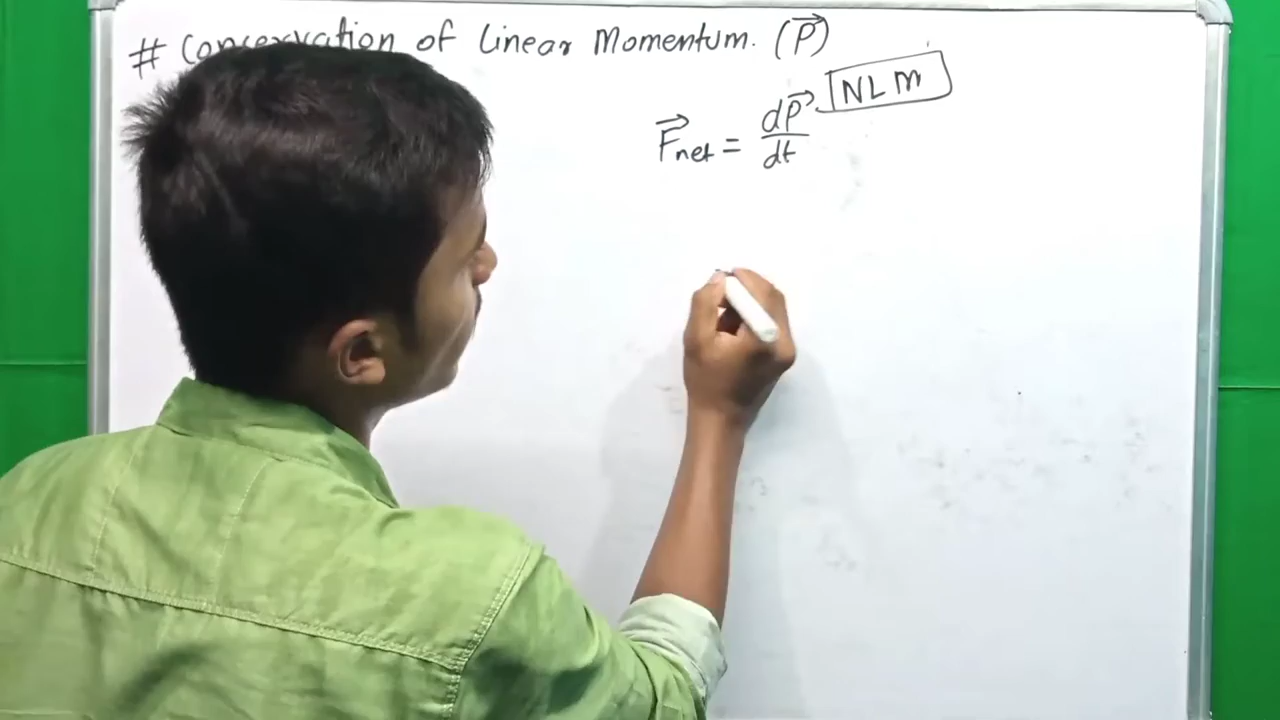 # Conservation of Linear Momentum. (P⃗)
F⃗net = dP⃗/dt NLM